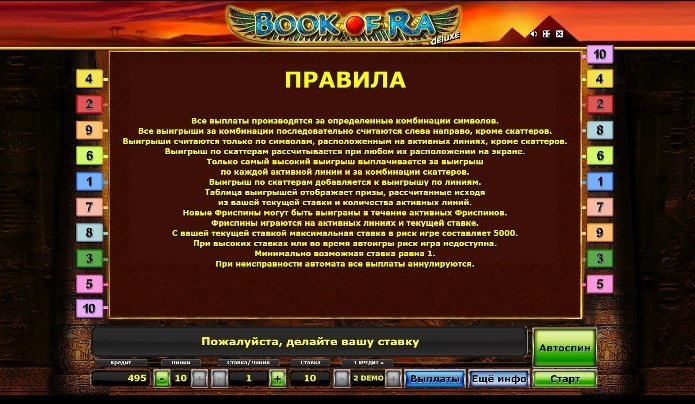 BOOK OF RA
deluxe
10
ПРАВИЛА
4
4
2
2
9
8
6
6
1
1
7
7
8
9
3
3
5
5
10
Все выплаты производятся за определенные комбинации символов.
Все выигрыши за комбинации последовательно считаются слева направо, кроме скаттеров.
Выигрыши считаются только по символам, расположенным на активных линиях, кроме скаттеров.
Выигрыш по скаттерам рассчитывается при любом их расположении на экране.
Только самый высокий выигрыш выплачивается за выигрыш
по каждой активной линии и за комбинации скаттеров.
Выигрыш по скаттерам добавляется к выигрышу по линиям.
Таблица выигрышей отображает призы, рассчитанные исходя
из вашей текущей ставки и количества активных линий.
Новые Фриспины могут быть выиграны в течение активных Фриспинов.
Фриспины играются на активных линиях и текущей ставке.
С вашей текущей ставкой максимальная ставка в риск игре составляет 5000.
При высоких ставках или во время автоигры риск игра недоступна.
Минимально возможная ставка равна 1.
При неисправности автомата все выплаты аннулируются.
Пожалуйста, делайте вашу ставку
Автоспин
Кредит Линии Ставка/Линия Ставка 1 КРЕДИТ =
495 - 10 1 + 10 2 DEMO Выплаты Ещё инфо Старт